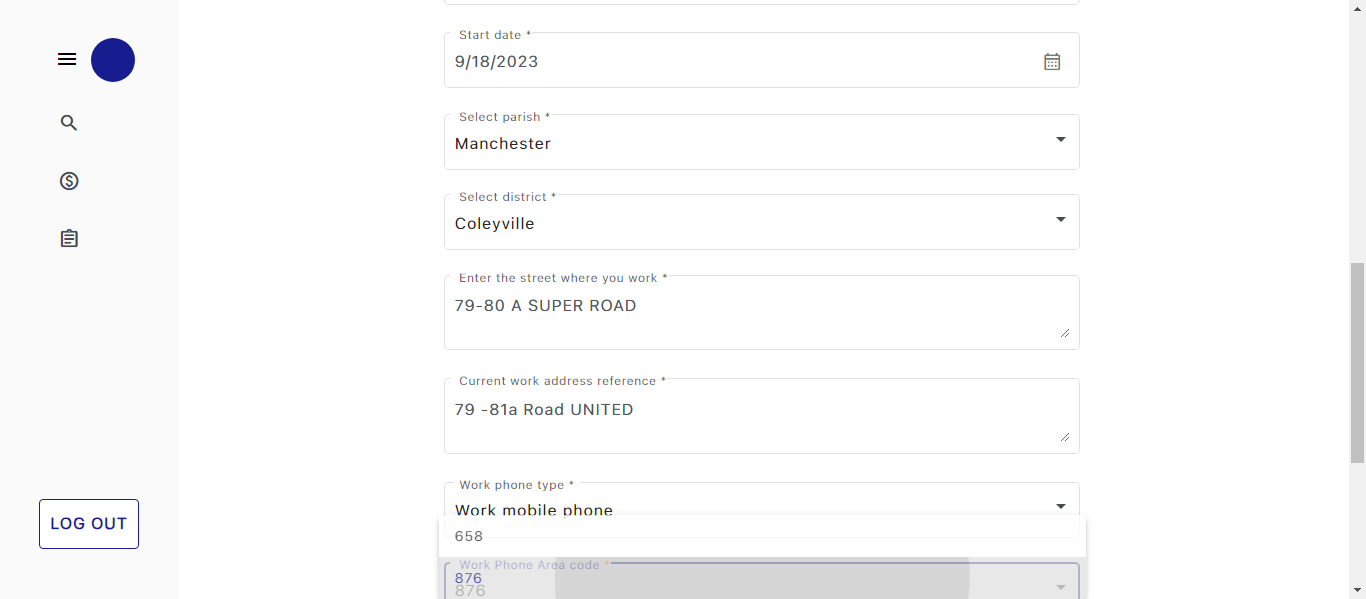 Start date *
9/18/2023
Select parish *
Manchester
Select district *
Coleyville
Enter the street where you work *
79-80 A SUPER ROAD
Current work address reference *
79 -81a Road UNITED
Work phone type *
Work mobile phone
658
Work Phone Area code *
876
876
LOG OUT